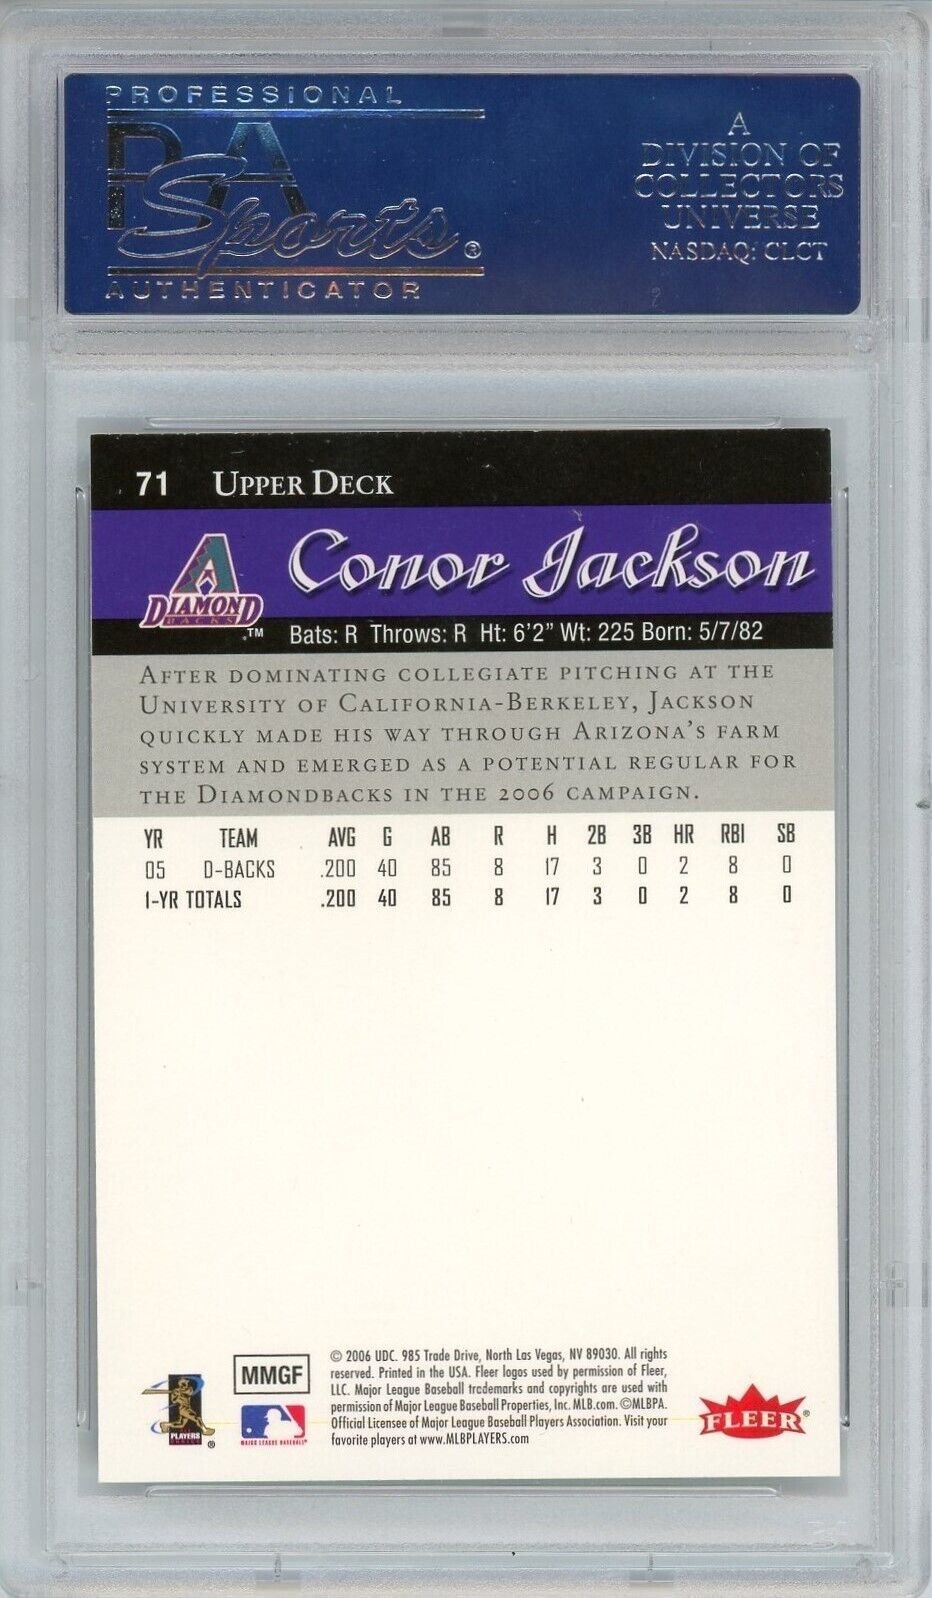 PROFESSIONAL
PSA
Sports®
AUTHENTICATOR
A
DIVISION OF
COLLECTORS
UNIVERSE
NASDAQ: CLCT
71 UPPER DECK
A
DIAMOND
BACKS
™
Conor Jackson
Bats: R Throws: R Ht: 6'2" Wt: 225 Born: 5/7/82
AFTER DOMINATING COLLEGIATE PITCHING AT THE
UNIVERSITY OF CALIFORNIA-BERKELEY, JACKSON
QUICKLY MADE HIS WAY THROUGH ARIZONA'S FARM
SYSTEM AND EMERGED AS A POTENTIAL REGULAR FOR
THE DIAMONDBACKS IN THE 2006 CAMPAIGN.
YR TEAM AVG G AB R H 2B 3B HR RBI SB
05 D-BACKS .200 40 85 8 17 3 0 2 8 0
1-YR TOTALS .200 40 85 8 17 3 0 2 8 0
© 2006 UDC. 985 Trade Drive, North Las Vegas, NV 89030. All rights
reserved. Printed in the USA. Fleer logos used by permission of Fleer,
LLC. Major League Baseball trademarks and copyrights are used with
permission of Major League Baseball Properties, Inc. MLB.com. ©MLBPA.
Official Licensee of Major League Baseball Players Association. Visit your
favorite players at www.MLBPLAYERS.com
MMGF
PLAYERS
CHOICE
®
MAJOR LEAGUE BASEBALL®
FLEER®